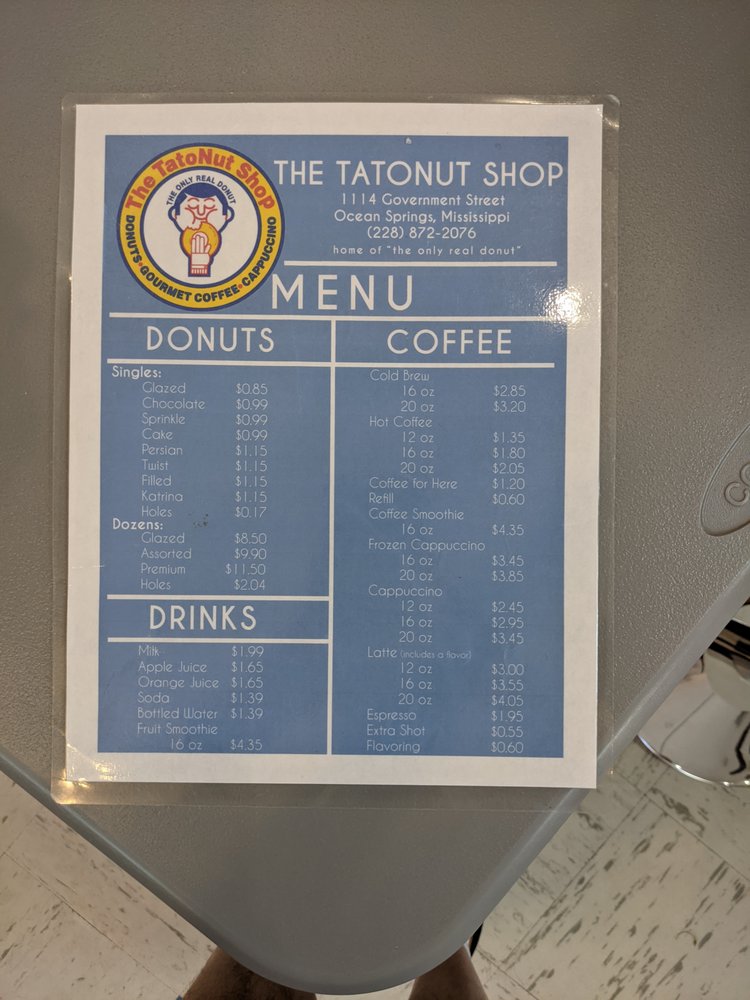 The TatoNut Shop
THE ONLY REAL DONUT
DONUTS•GOURMET COFFEE•CAPPUCCINO
THE TATONUT SHOP
1114 Government Street
Ocean Springs, Mississippi
(228) 872-2076
home of "the only real donut"
MENU
DONUTS
Singles:
Glazed $0.85
Chocolate $0.99
Sprinkle $0.99
Cake $0.99
Persian $1.15
Twist $1.15
Filled $1.15
Katrina $1.15
Holes $0.17
Dozens:
Glazed $8.50
Assorted $9.90
Premium $11.50
Holes $2.04
DRINKS
Milk $1.99
Apple Juice $1.65
Orange Juice $1.65
Soda $1.39
Bottled Water $1.39
Fruit Smoothie
16 oz $4.35
COFFEE
Cold Brew
16 oz $2.85
20 oz $3.20
Hot Coffee
12 oz $1.35
16 oz $1.80
20 oz $2.05
Coffee for Here $1.20
Refill $0.60
Coffee Smoothie
16 oz $4.35
Frozen Cappuccino
16 oz $3.45
20 oz $3.85
Cappuccino
12 oz $2.45
16 oz $2.95
20 oz $3.45
Latte (includes a flavor)
12 oz $3.00
16 oz $3.55
20 oz $4.05
Espresso $1.95
Extra Shot $0.55
Flavoring $0.60